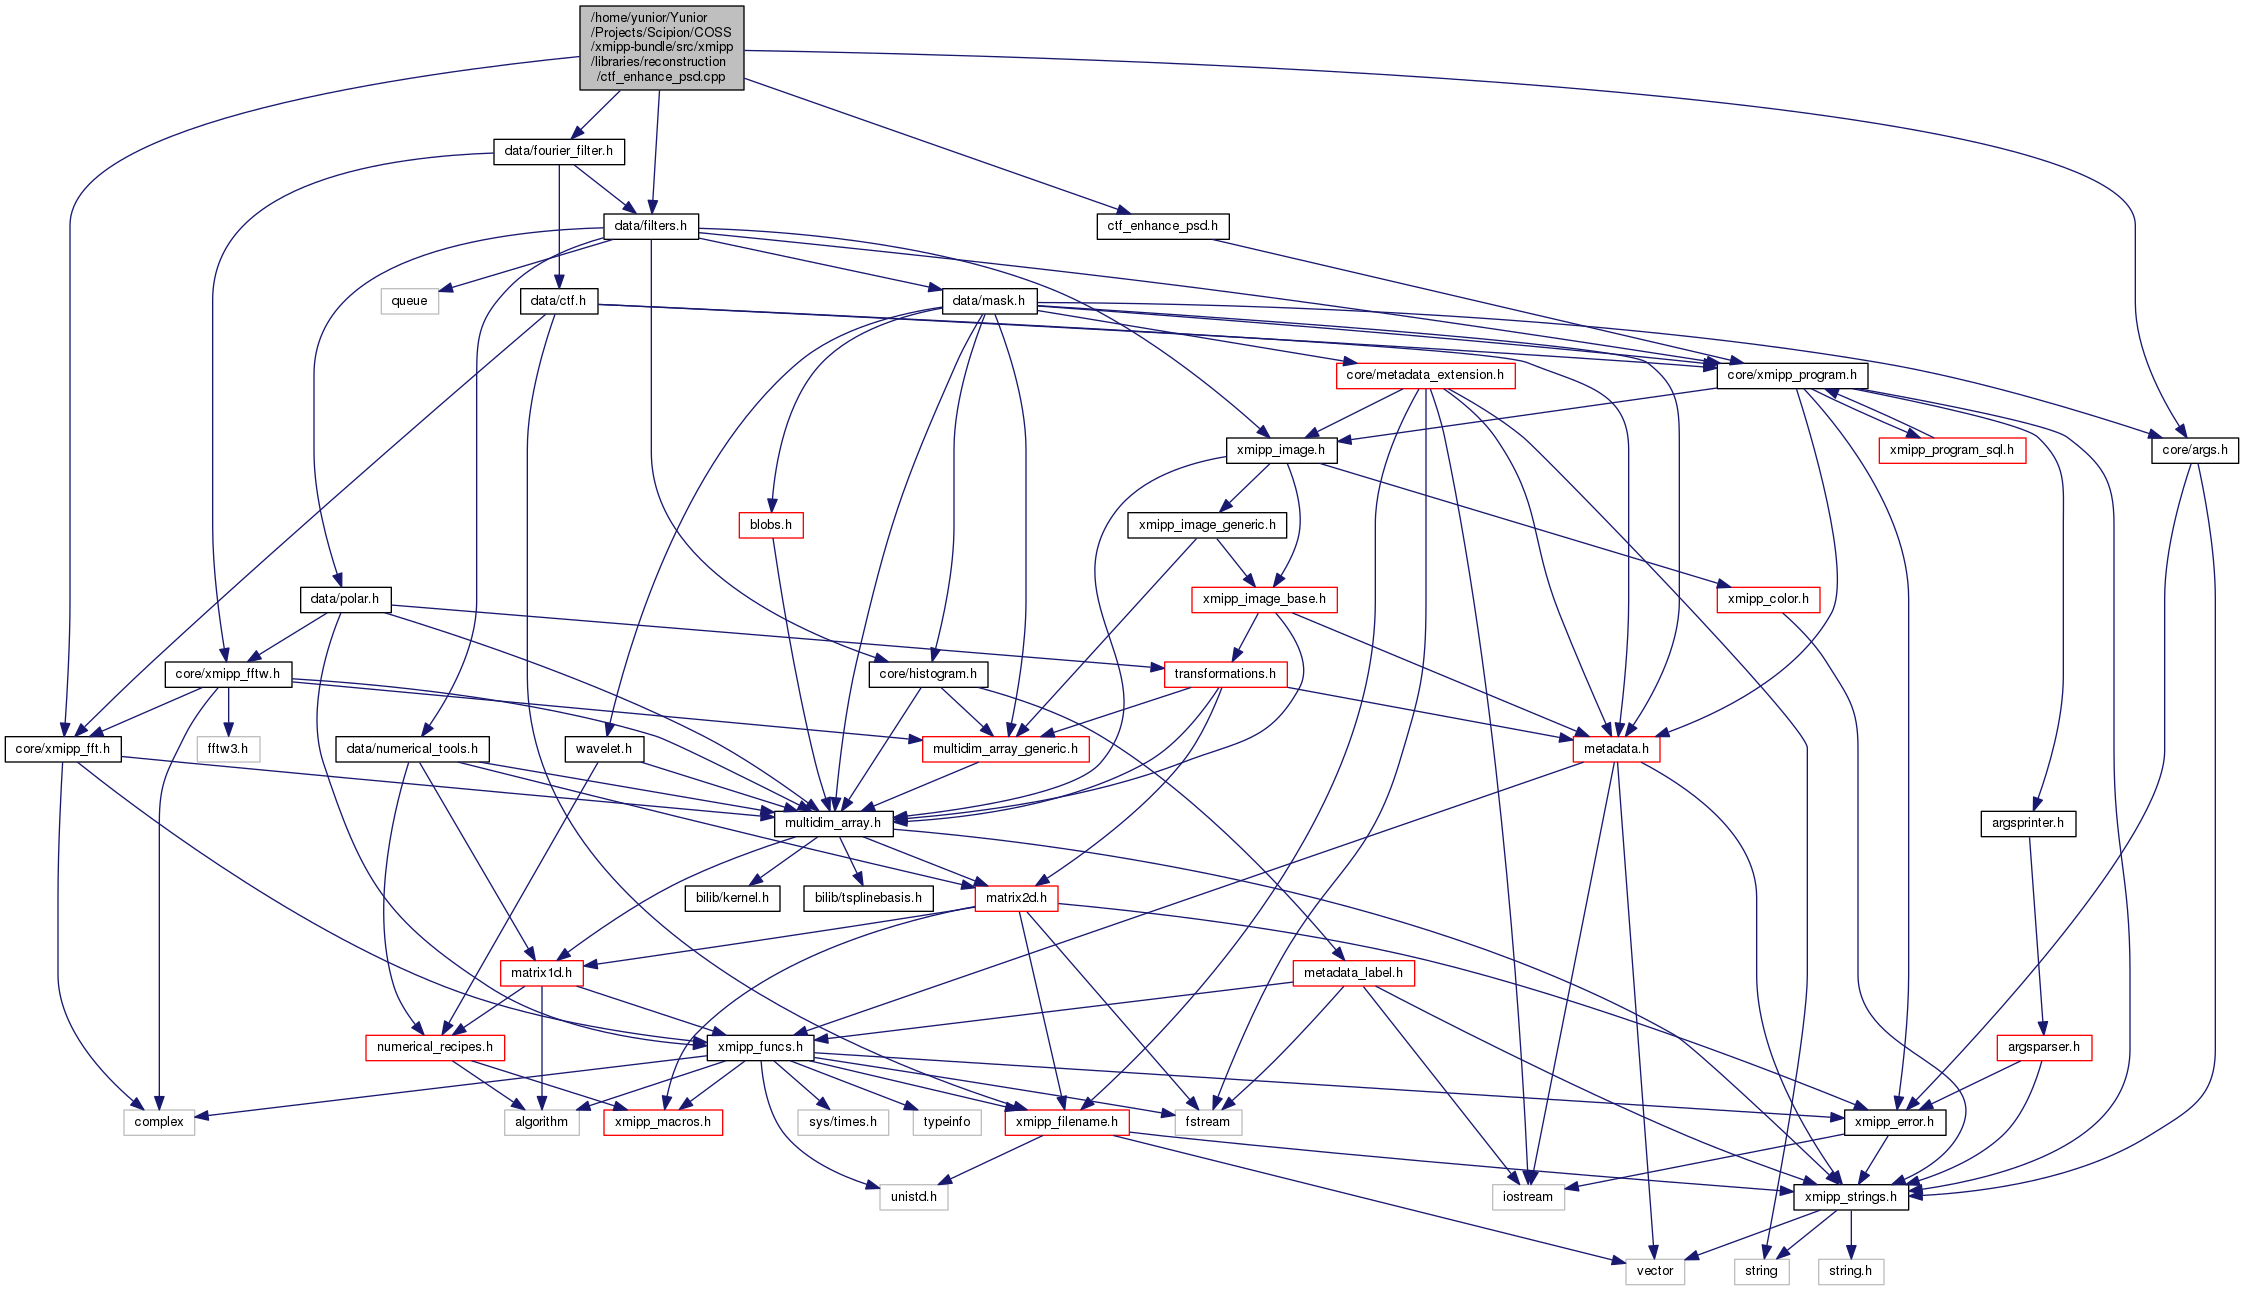 /home/yunior/Yunior
/Projects/Scipion/COSS
/xmipp-bundle/src/xmipp
/libraries/reconstruction
/ctf_enhance_psd.cpp
data/fourier_filter.h
data/filters.h
ctf_enhance_psd.h
queue
data/ctf.h
data/mask.h
core/metadata_extension.h
core/xmipp_program.h
xmipp_image.h
xmipp_program_sql.h
core/args.h
blobs.h
xmipp_image_generic.h
data/polar.h
xmipp_image_base.h
xmipp_color.h
core/xmipp_fftw.h
core/histogram.h
transformations.h
core/xmipp_fft.h
fftw3.h
data/numerical_tools.h
wavelet.h
multidim_array_generic.h
metadata.h
multidim_array.h
argsprinter.h
bilib/kernel.h
bilib/tsplinebasis.h
matrix2d.h
matrix1d.h
metadata_label.h
numerical_recipes.h
xmipp_funcs.h
argsparser.h
complex
algorithm
xmipp_macros.h
sys/times.h
typeinfo
xmipp_filename.h
fstream
xmipp_error.h
unistd.h
iostream
xmipp_strings.h
vector
string
string.h